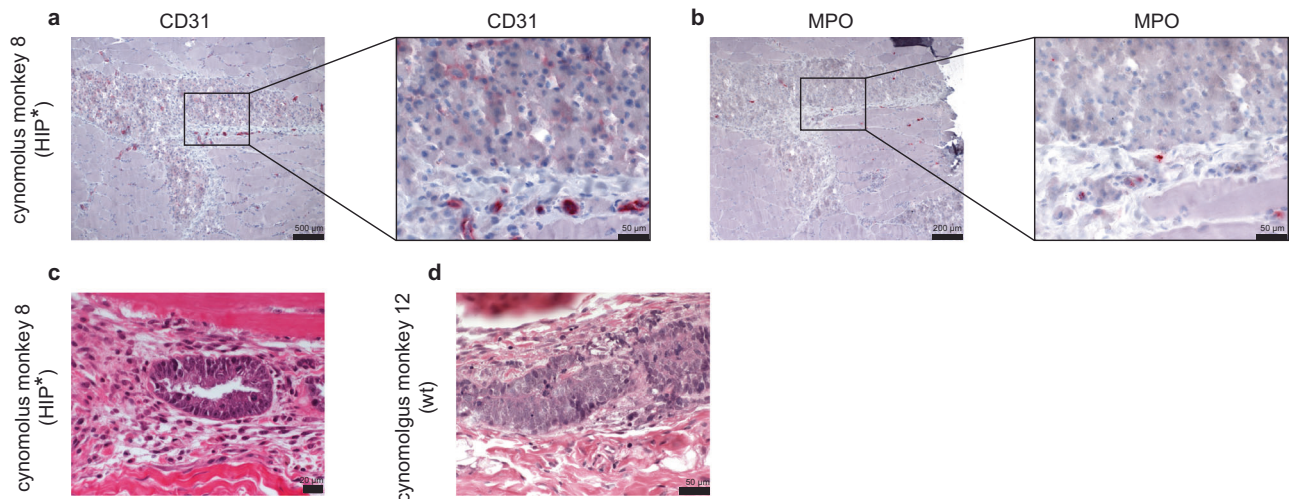 a
CD31
CD31
b
MPO
MPO
cynomolus monkey 8
(HIP*)
500 µm
50 µm
200 µm
50 µm
c
d
cynomolus monkey 8
(HIP*)
20 µm
cynomolgus monkey 12
(wt)
50 µm